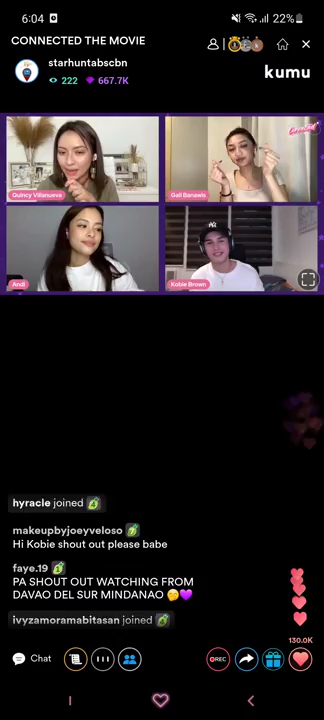 6:04
22%
CONNECTED THE MOVIE
starhuntabscbn
222
667.7K
kumu
Quincy Villanueva
Gail Banawis
Andi
Kobie Brown
hyracle joined
makeupbyjoeyveloso
Hi Kobie shout out please babe
faye.19
PA SHOUT OUT WATCHING FROM
DAVAO DEL SUR MINDANAO 🤭💜
ivyzamoramabitasan joined
130.0K
Chat
REC